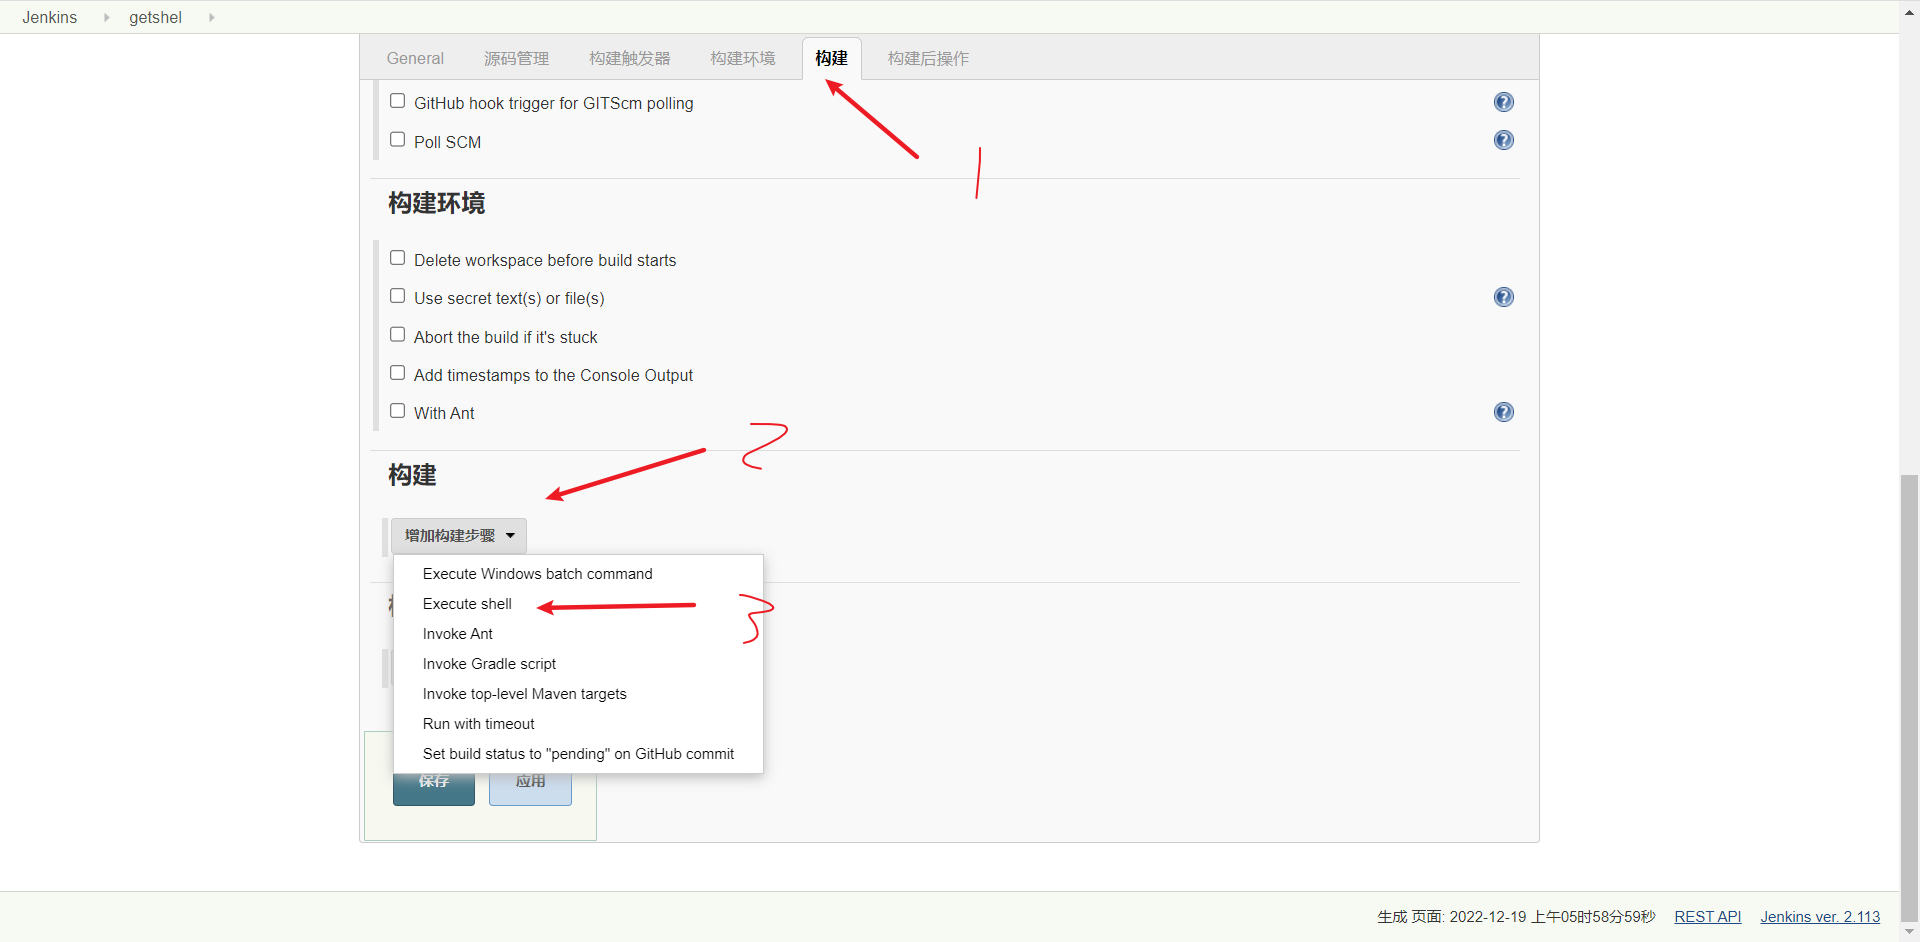 Jenkins getshel
General 源码管理 构建触发器 构建环境 构建 构建后操作
GitHub hook trigger for GITScm polling
Poll SCM
1
构建环境
Delete workspace before build starts
Use secret text(s) or file(s)
Abort the build if it's stuck
Add timestamps to the Console Output
With Ant
2
构建
增加构建步骤
Execute Windows batch command
Execute shell
3
Invoke Ant
Invoke Gradle script
Invoke top-level Maven targets
Run with timeout
Set build status to "pending" on GitHub commit
保存 应用
生成 页面: 2022-12-19 上午05时58分59秒 REST API Jenkins ver. 2.113